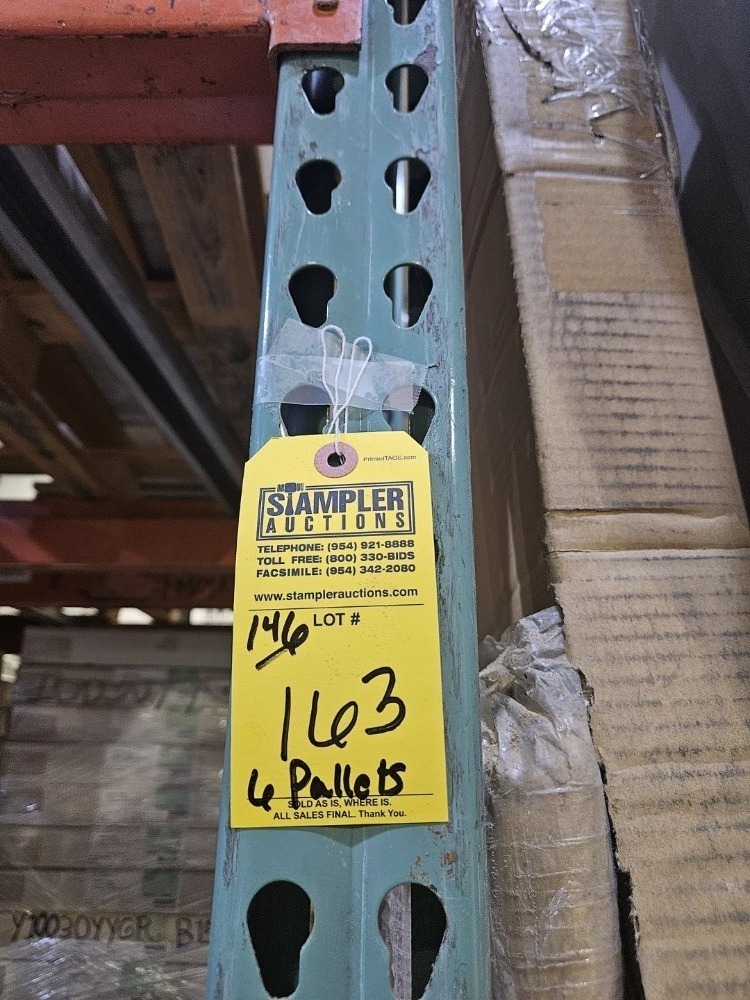 PrintedTAGS.com
STAMPLER
AUCTIONS
TELEPHONE: (954) 921-8888
TOLL FREE: (800) 330-BIDS
FACSIMILE: (954) 342-2080
www.stamplerauctions.com
146 LOT #
163
6 Pallets
SOLD AS IS, WHERE IS.
ALL SALES FINAL. Thank You.
Y10030YYGR